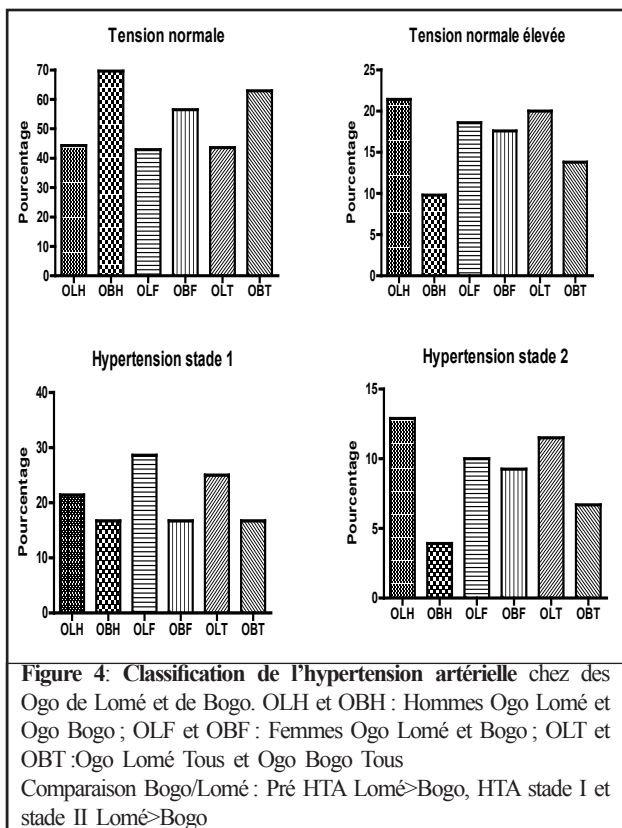 Tension normale
Pourcentage
70
60
50
40
30
20
10
0
OLH OBH OLF OBF OLT OBT
Tension normale élevée
Pourcentage
25
20
15
10
5
0
OLH OBH OLF OBF OLT OBT
Hypertension stade 1
Pourcentage
40
30
20
10
0
OLH OBH OLF OBF OLT OBT
Hypertension stade 2
Pourcentage
15
10
5
0
OLH OBH OLF OBF OLT OBT
Figure 4: Classification de l’hypertension artérielle chez des
Ogo de Lomé et de Bogo. OLH et OBH : Hommes Ogo Lomé et
Ogo Bogo ; OLF et OBF : Femmes Ogo Lomé et Bogo ; OLT et
OBT :Ogo Lomé Tous et Ogo Bogo Tous
Comparaison Bogo/Lomé : Pré HTA Lomé>Bogo, HTA stade I et
stade II Lomé>Bogo